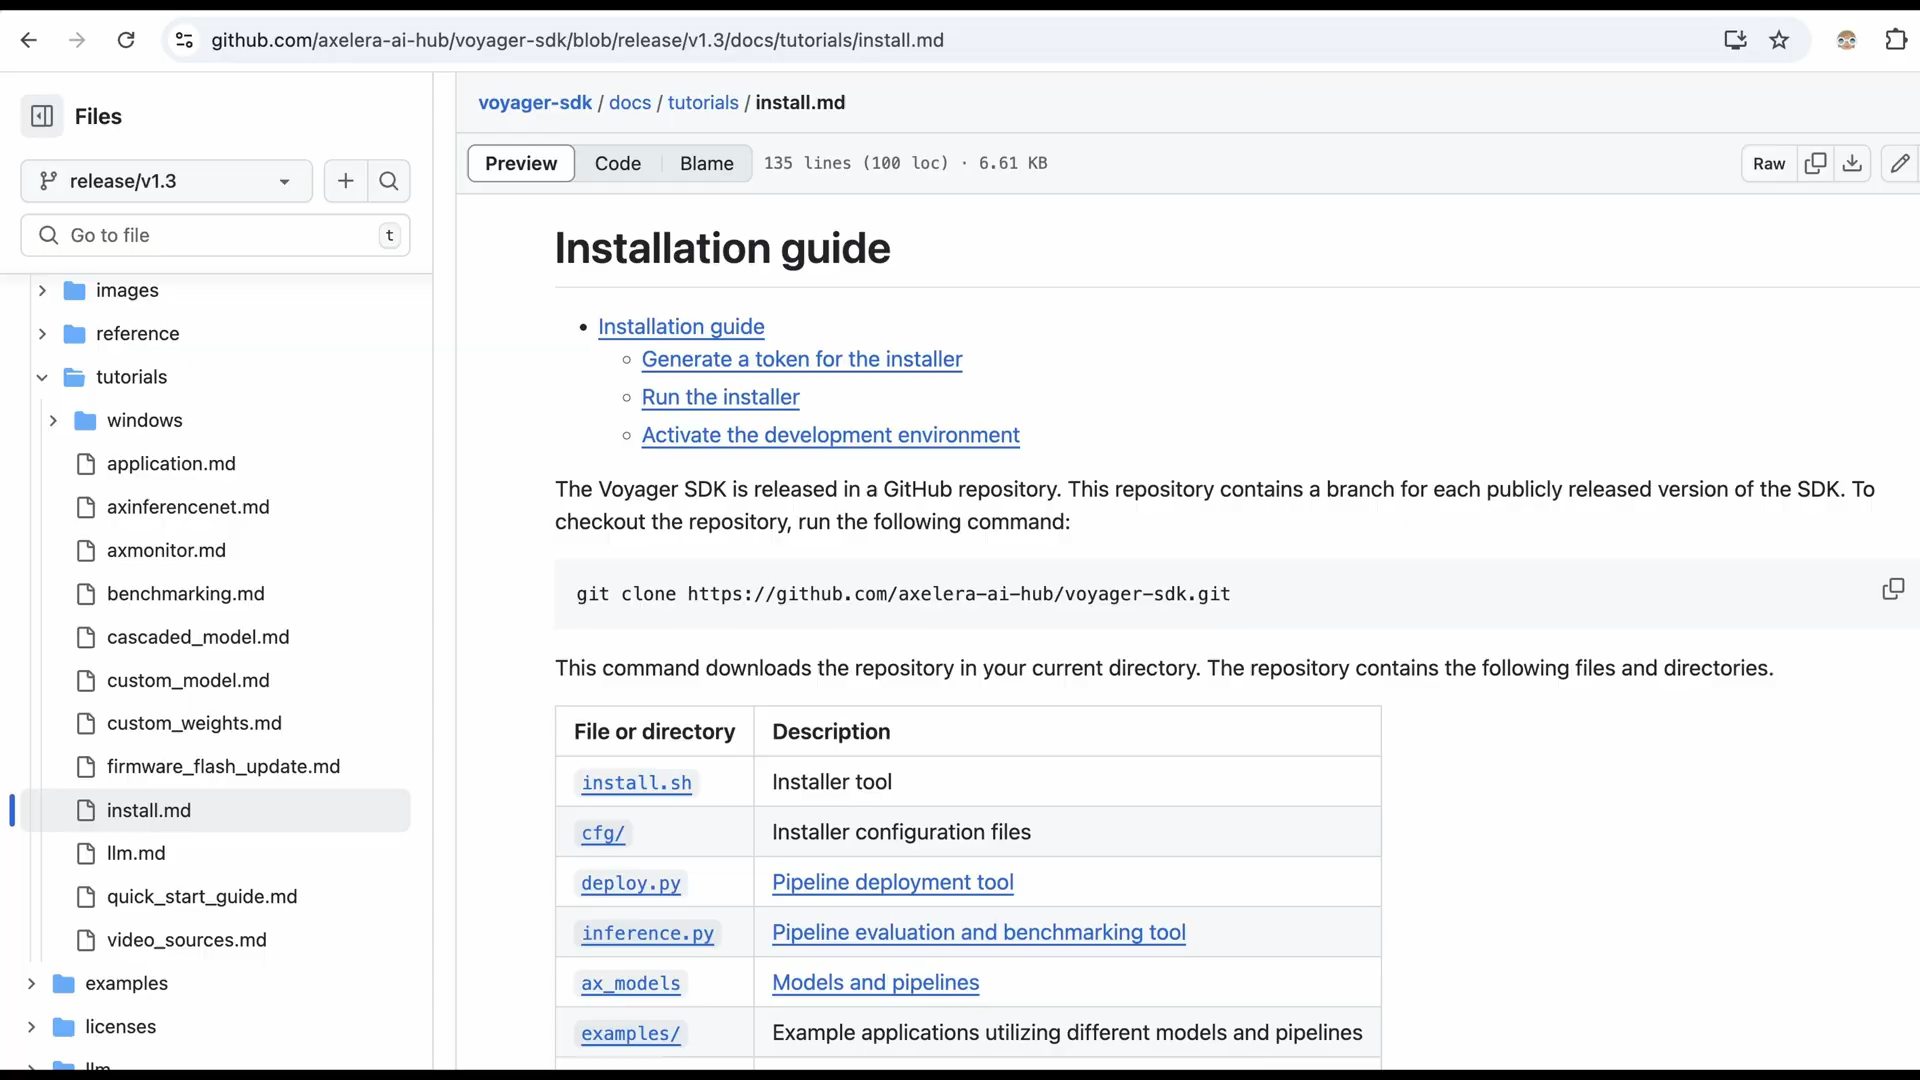 github.com/axelera-ai-hub/voyager-sdk/blob/release/v1.3/docs/tutorials/install.md
Files
release/v1.3
Go to file
t
images
reference
tutorials
windows
application.md
axinferencenet.md
axmonitor.md
benchmarking.md
cascaded_model.md
custom_model.md
custom_weights.md
firmware_flash_update.md
install.md
llm.md
quick_start_guide.md
video_sources.md
examples
licenses
llm
voyager-sdk / docs / tutorials / install.md
Preview Code Blame 135 lines (100 loc) · 6.61 KB Raw
Installation guide
• Installation guide
○ Generate a token for the installer
○ Run the installer
○ Activate the development environment
The Voyager SDK is released in a GitHub repository. This repository contains a branch for each publicly released version of the SDK. To
checkout the repository, run the following command:
git clone https://github.com/axelera-ai-hub/voyager-sdk.git
This command downloads the repository in your current directory. The repository contains the following files and directories.
File or directory Description
install.sh Installer tool
cfg/ Installer configuration files
deploy.py Pipeline deployment tool
inference.py Pipeline evaluation and benchmarking tool
ax_models Models and pipelines
examples/ Example applications utilizing different models and pipelines